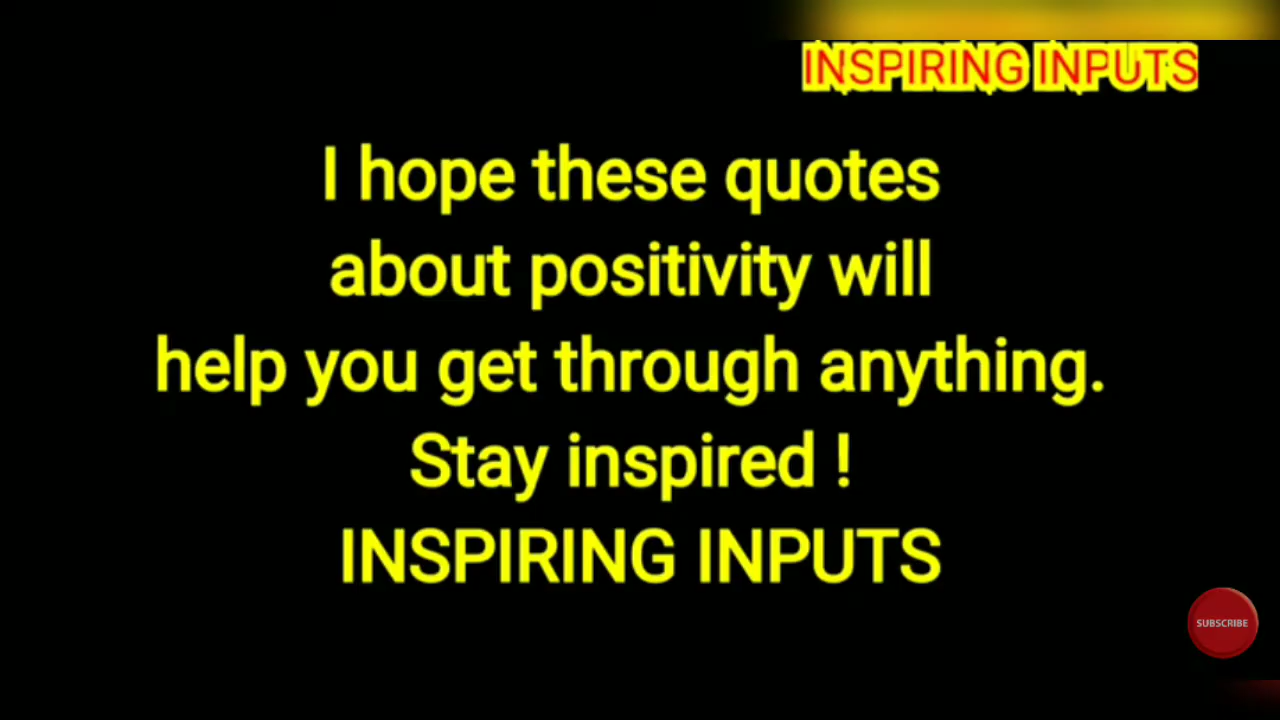 INSPIRING INPUTS
I hope these quotes
about positivity will
help you get through anything.
Stay inspired !
INSPIRING INPUTS
SUBSCRIBE